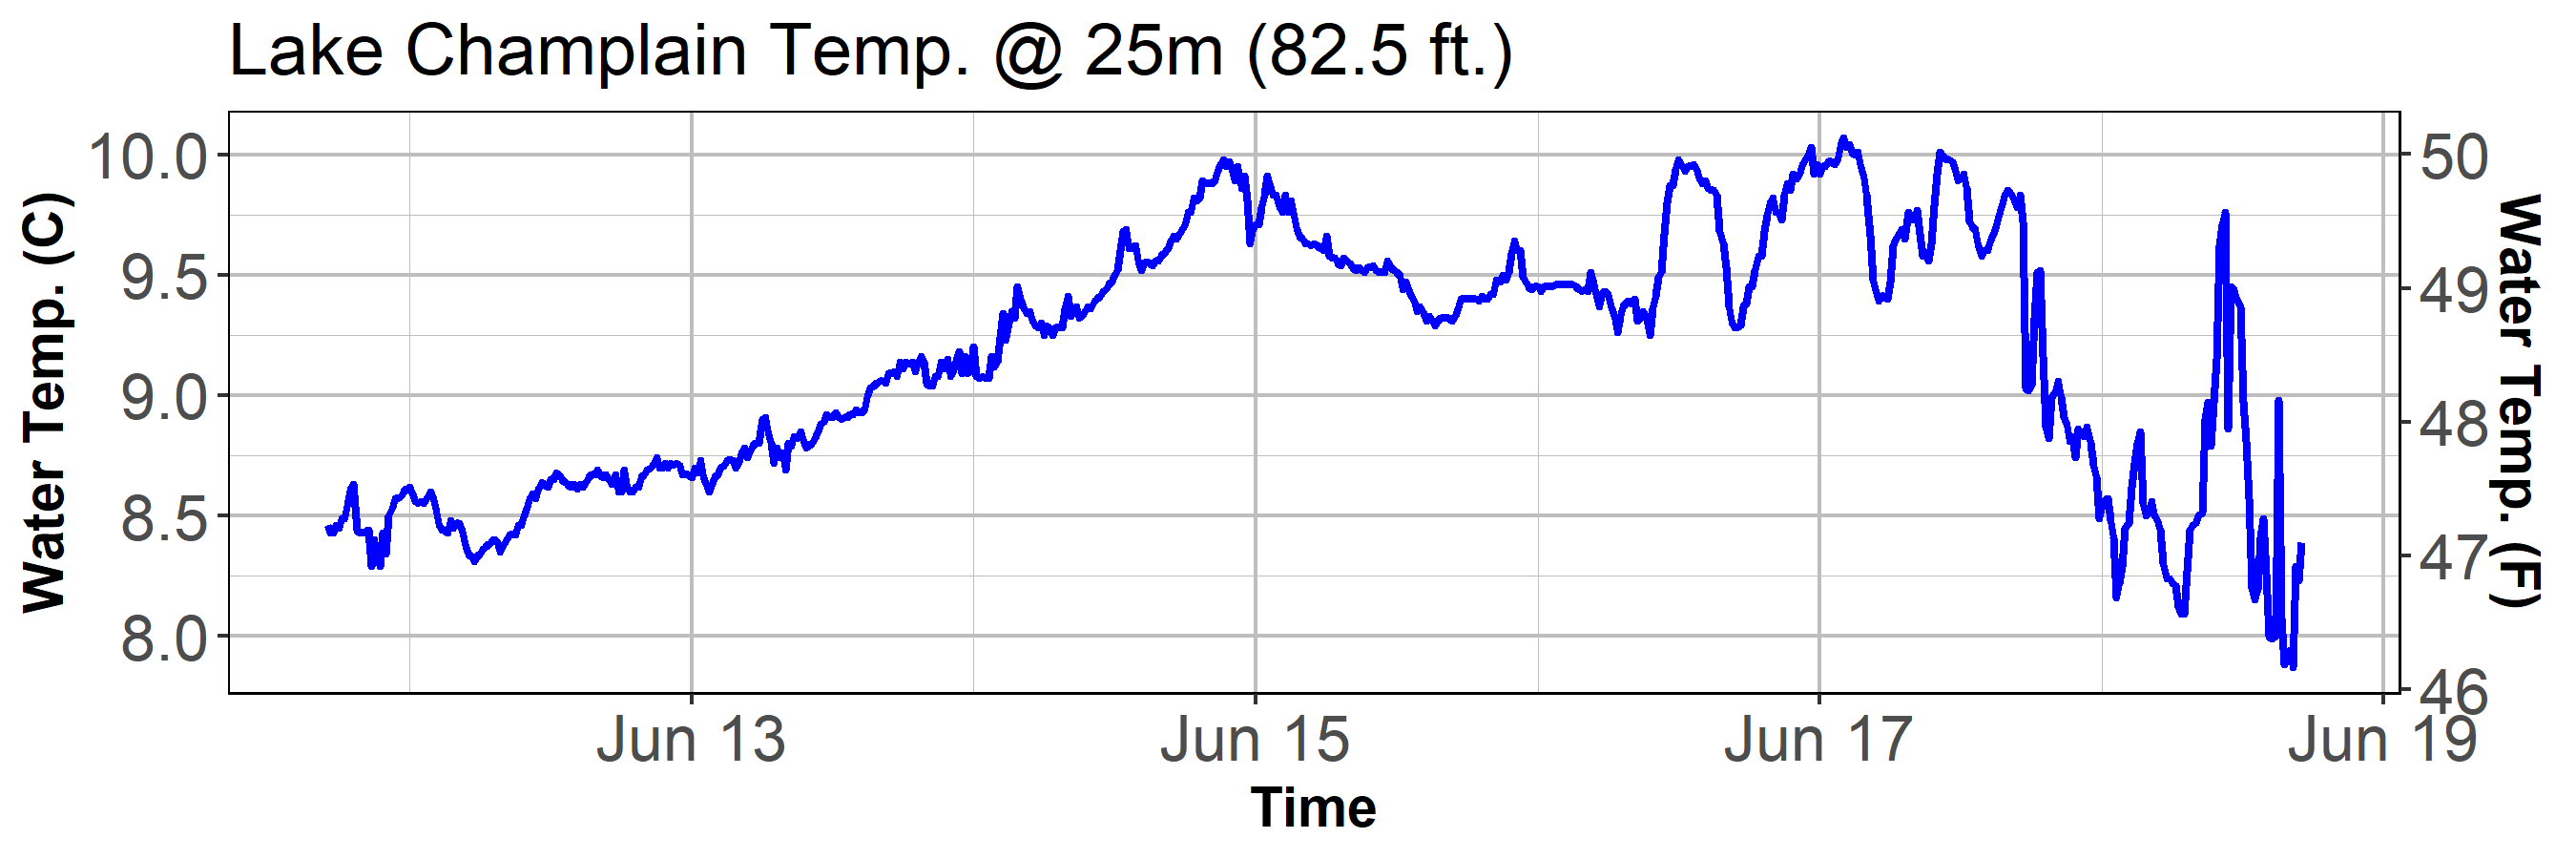 Lake Champlain Temp. @ 25m (82.5 ft.)
Water Temp. (C)
10.0
9.5
9.0
8.5
8.0
50
49
48
47
46
Water Temp. (F)
Jun 13
Jun 15
Jun 17
Jun 19
Time